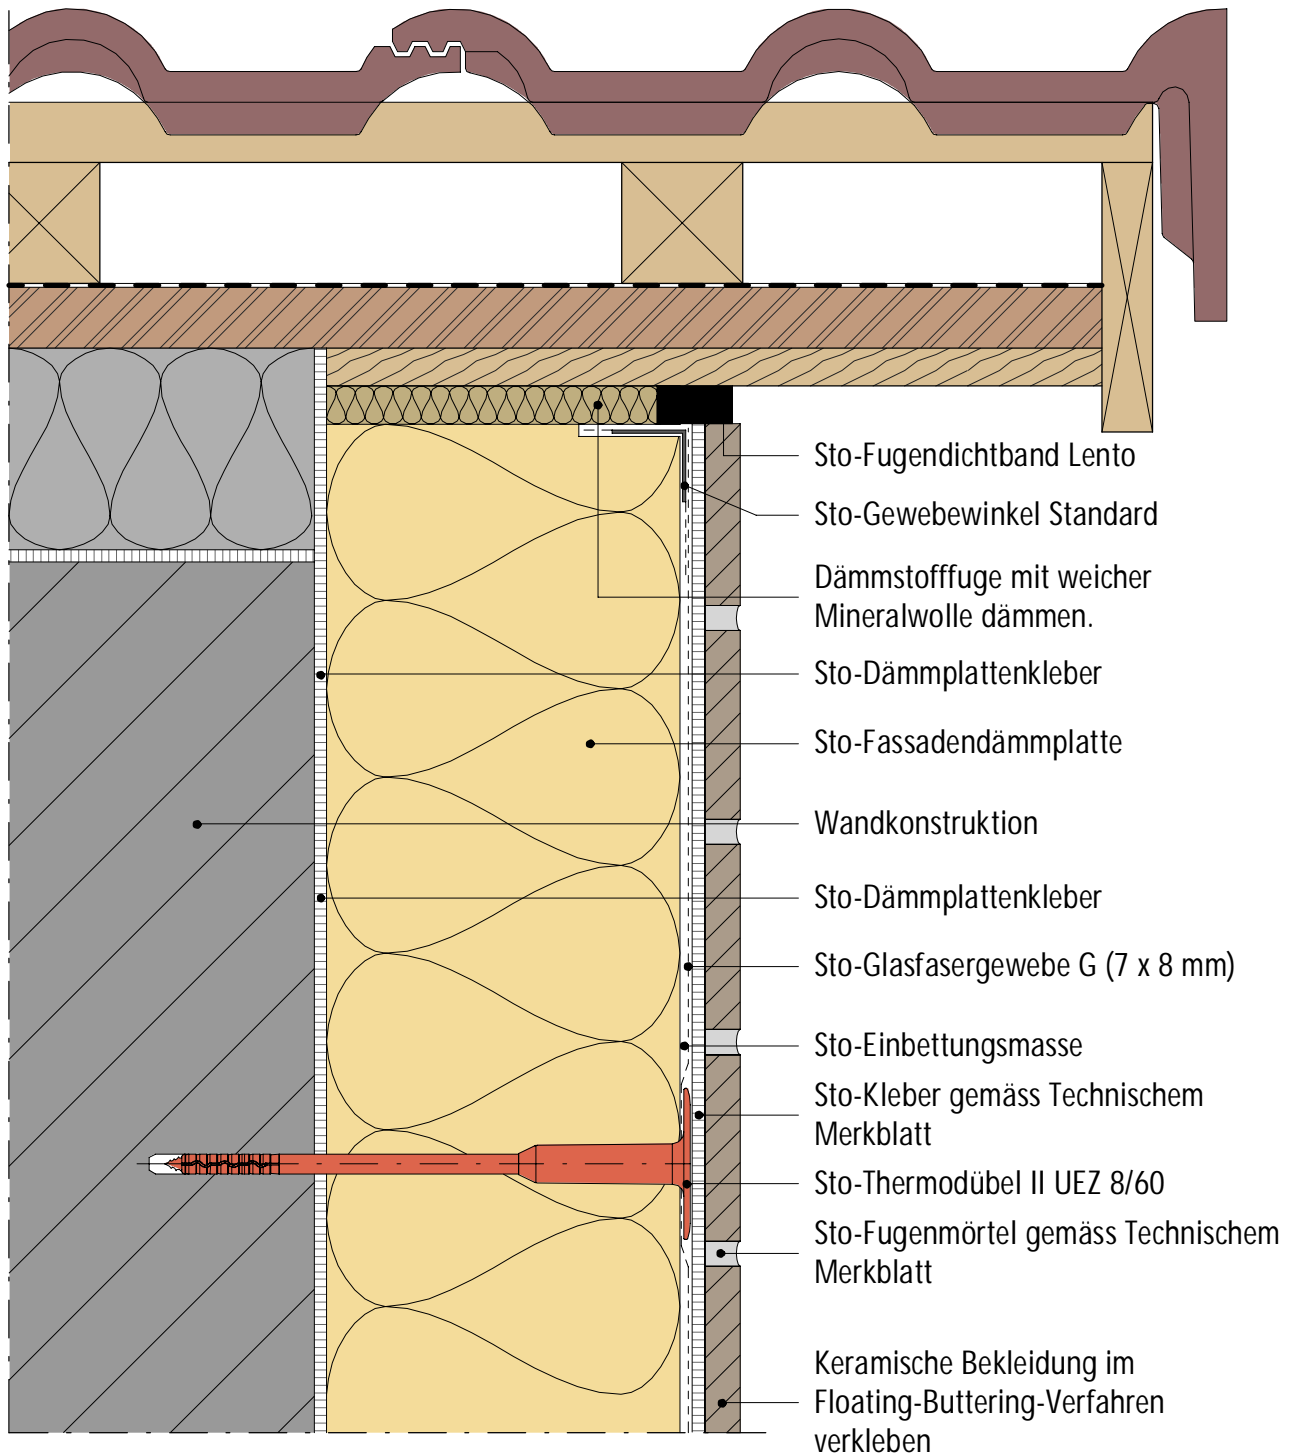 Sto-Fugendichtband Lento
Sto-Gewebewinkel Standard
Dämmstofffuge mit weicher
Mineralwolle dämmen.
Sto-Dämmplattenkleber
Sto-Fassadendämmplatte
Wandkonstruktion
Sto-Dämmplattenkleber
Sto-Glasfasergewebe G (7 x 8 mm)
Sto-Einbettungsmasse
Sto-Kleber gemäss Technischem
Merkblatt
Sto-Thermodübel II UEZ 8/60
Sto-Fugenmörtel gemäss Technischem
Merkblatt
Keramische Bekleidung im
Floating-Buttering-Verfahren
verkleben